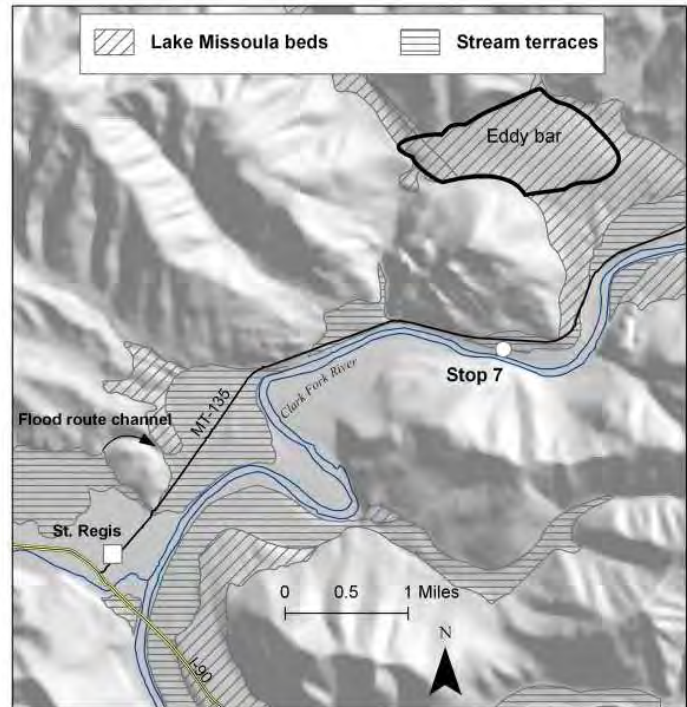 Lake Missoula beds
Stream terraces
Eddy bar
Stop 7
Clark Fork River
MT-135
Flood route channel
St. Regis
0 0.5 1 Miles
N
I-90